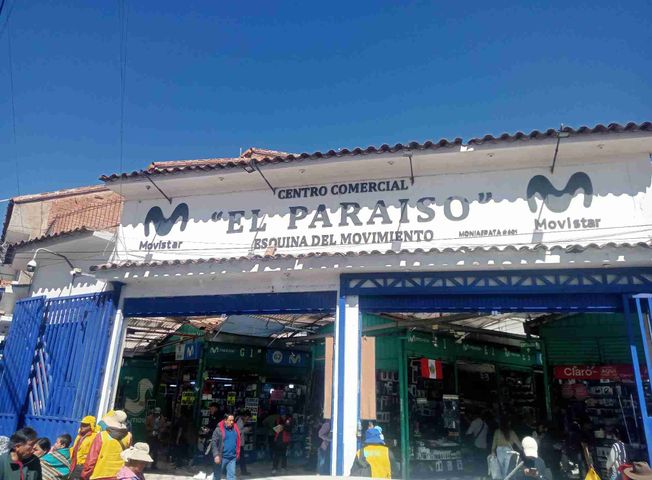 CENTRO COMERCIAL
"EL PARAISO"
ESQUINA DEL MOVIMIENTO
Movistar
Movistar
Claro